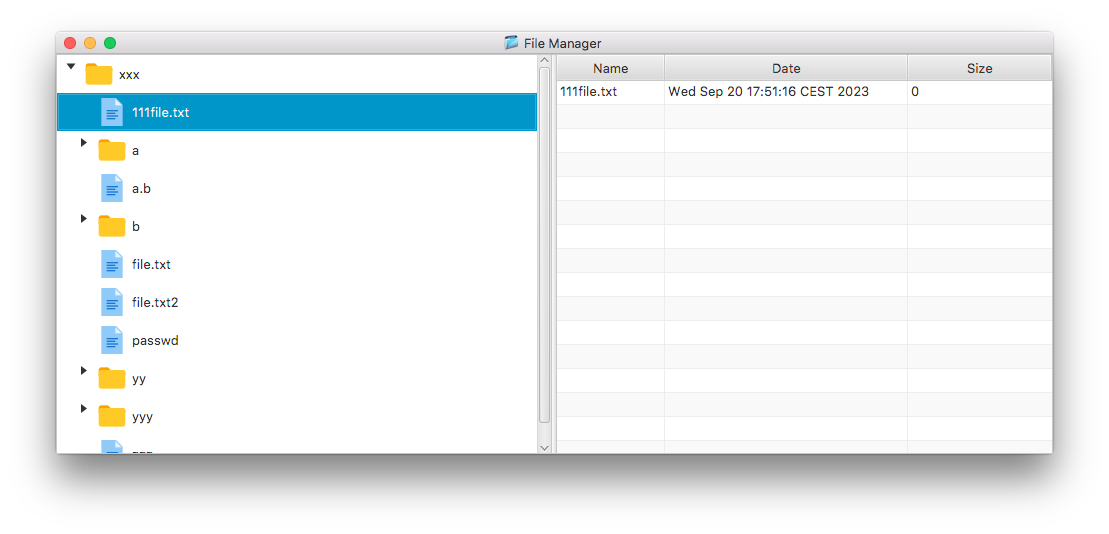 File Manager
xxx
111file.txt
a
a.b
b
file.txt
file.txt2
passwd
yy
yyy
Name Date Size
111file.txt Wed Sep 20 17:51:16 CEST 2023 0